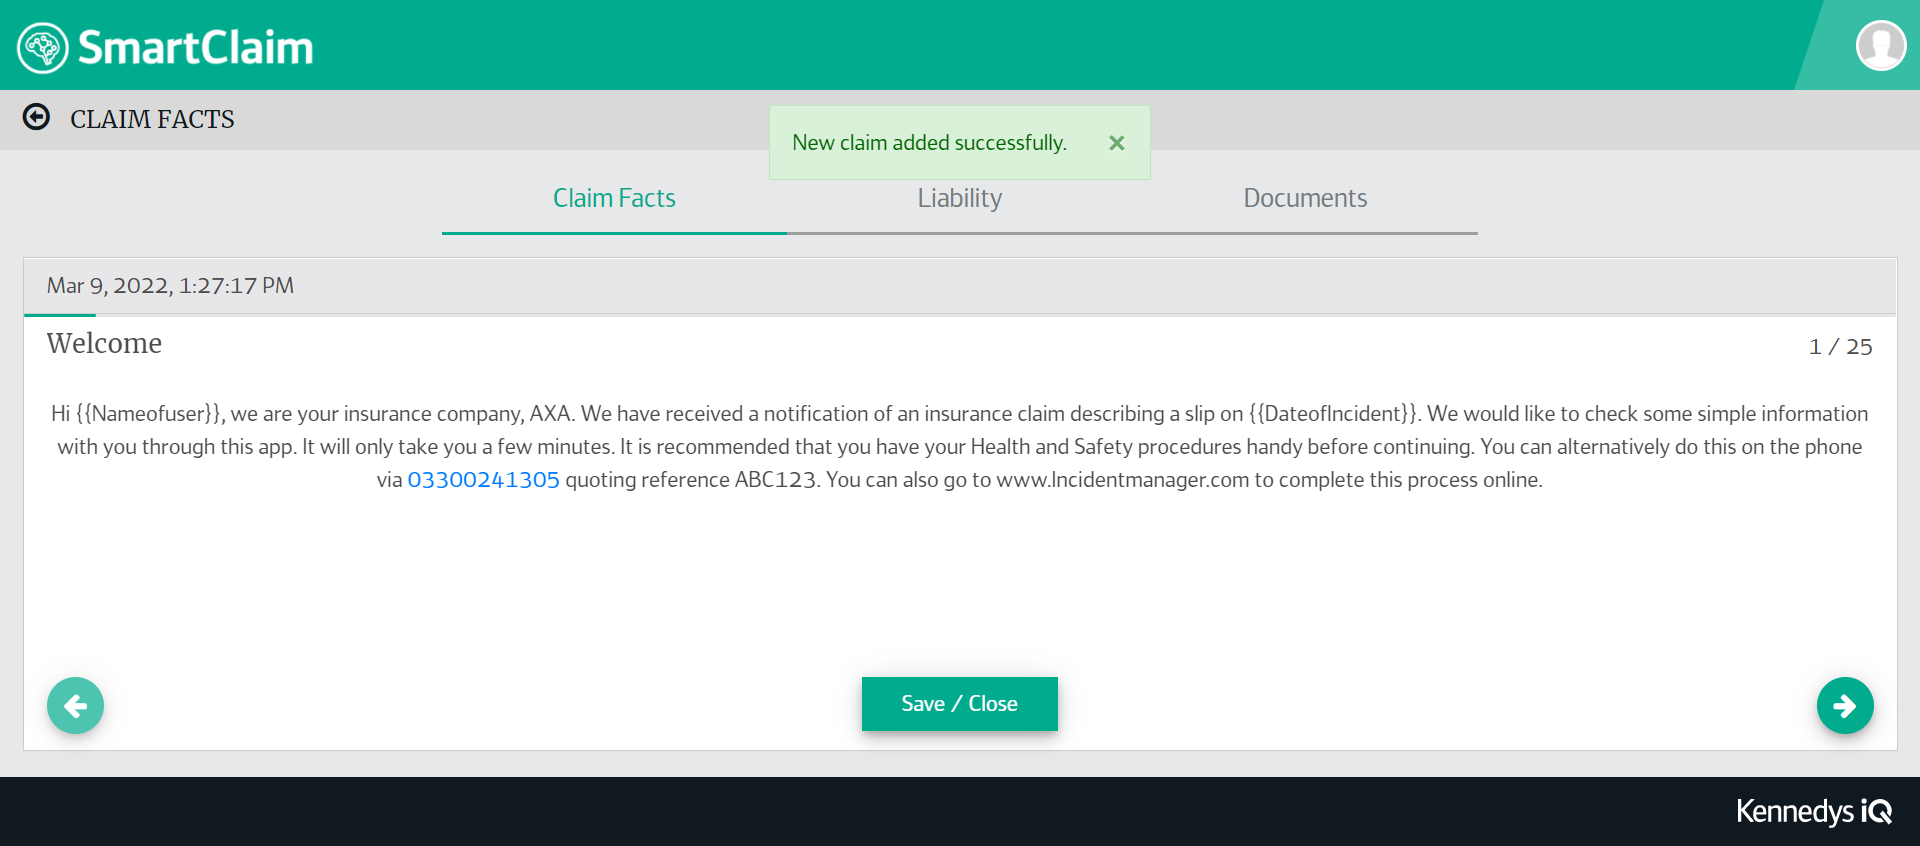 SmartClaim
CLAIM FACTS
New claim added successfully. ×
Claim Facts
Liability
Documents
Mar 9, 2022, 1:27:17 PM
Welcome
1 / 25
Hi {{Nameofuser}}, we are your insurance company, AXA. We have received a notification of an insurance claim describing a slip on {{DateofIncident}}. We would like to check some simple information
with you through this app. It will only take you a few minutes. It is recommended that you have your Health and Safety procedures handy before continuing. You can alternatively do this on the phone
via 03300241305 quoting reference ABC123. You can also go to www.Incidentmanager.com to complete this process online.
Save / Close
Kennedys iQ